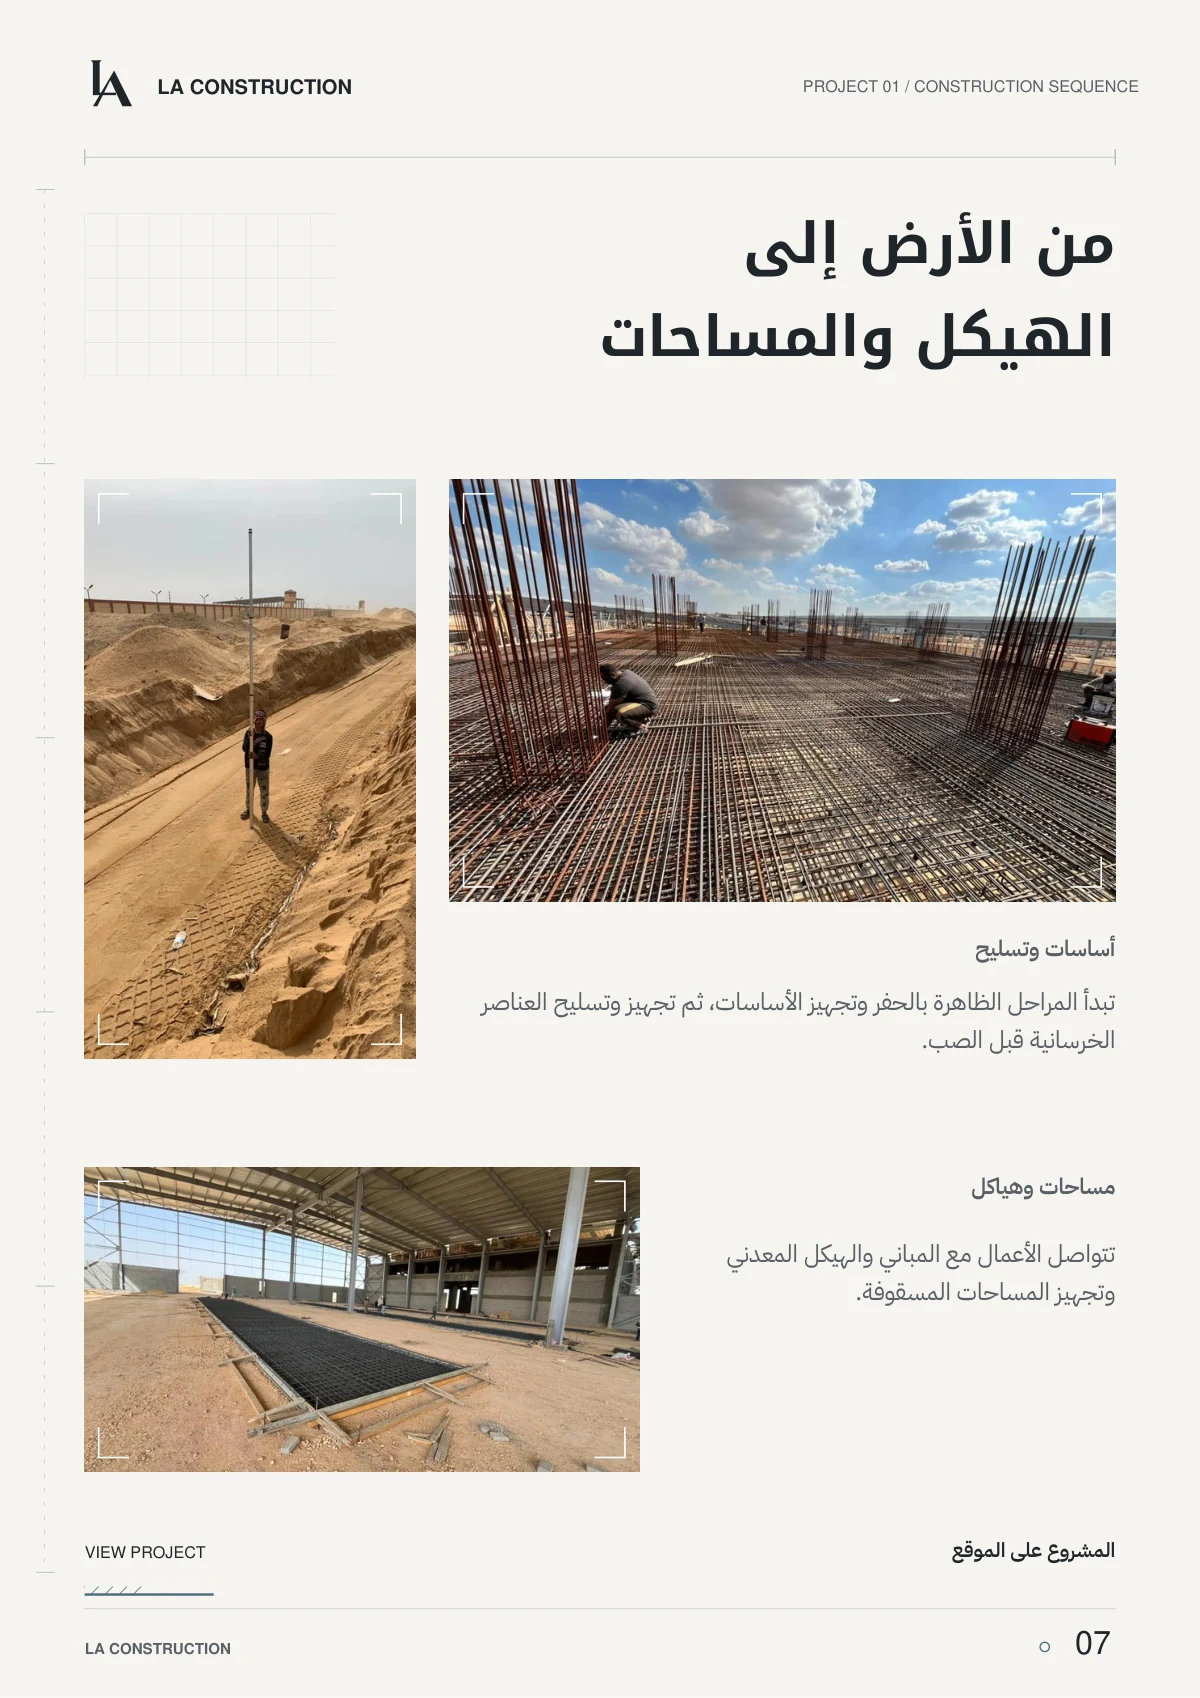 LA CONSTRUCTION
PROJECT 01 / CONSTRUCTION SEQUENCE
من الأرض إلى
الهيكل والمساحات
أساسات وتسليح
تبدأ المراحل الظاهرة بالحفر وتجهيز الأساسات، ثم تجهيز وتسليح العناصر
الخرسانية قبل الصب.
مساحات وهياكل
تتواصل الأعمال مع المباني والهيكل المعدني
وتجهيز المساحات المسقوفة.
VIEW PROJECT
المشروع على الموقع
LA CONSTRUCTION
07